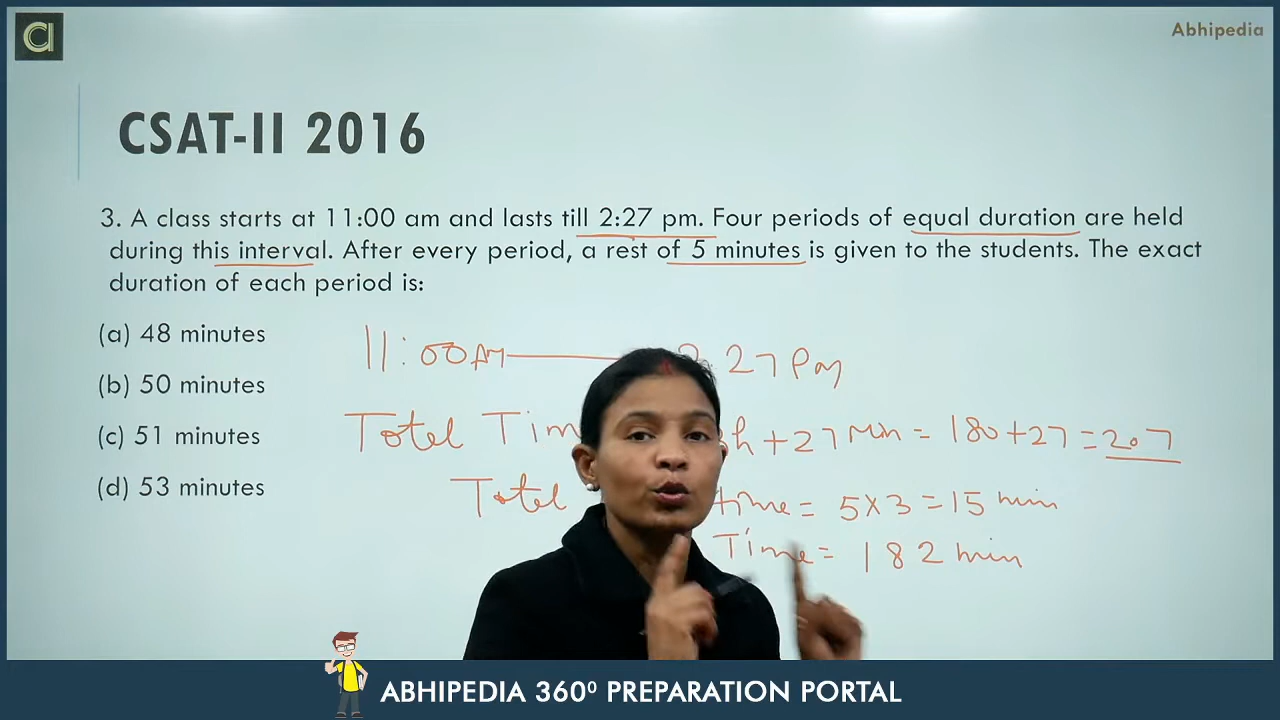 Abhipedia
CSAT-II 2016
3. A class starts at 11:00 am and lasts till 2:27 pm. Four periods of equal duration are held
during this interval. After every period, a rest of 5 minutes is given to the students. The exact
duration of each period is:
(a) 48 minutes
(b) 50 minutes
(c) 51 minutes
(d) 53 minutes
11:00AM 27 Pm
Total Tim h + 27 Min = 180 + 27 = 207
Total time = 5 x 3 = 15 min
Time = 182 min
ABHIPEDIA 360⁰ PREPARATION PORTAL